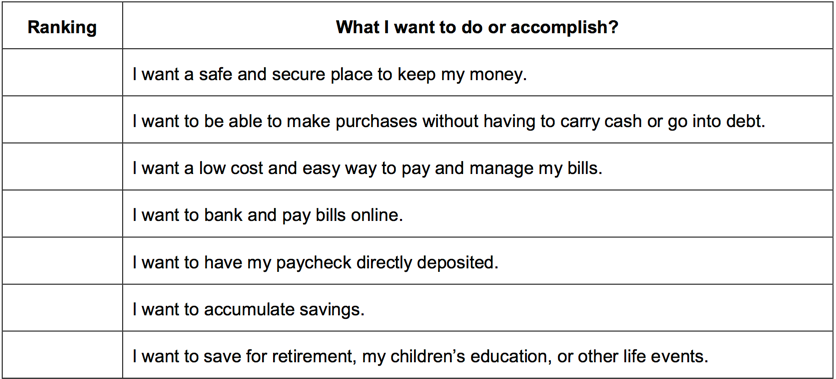 Ranking What I want to do or accomplish?
I want a safe and secure place to keep my money.
I want to be able to make purchases without having to carry cash or go into debt.
I want a low cost and easy way to pay and manage my bills.
I want to bank and pay bills online.
I want to have my paycheck directly deposited.
I want to accumulate savings.
I want to save for retirement, my children’s education, or other life events.